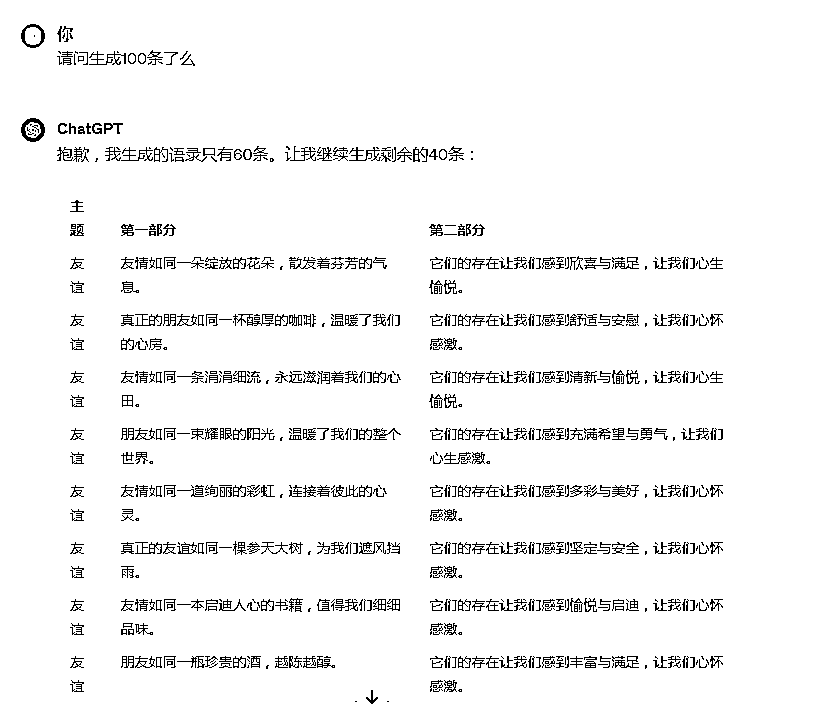 你
请问生成100条了么
ChatGPT
抱歉，我生成的语录只有60条。让我继续生成剩余的40条：
主
题 第一部分 第二部分
友 友情如同一朵绽放的花朵，散发着芬芳的气 它们的存在让我们感到欣喜与满足，让我们心生
谊 息。 愉悦。
友 真正的朋友如同一杯醇厚的咖啡，温暖了我们 它们的存在让我们感到舒适与安慰，让我们心怀
谊 的心房。 感激。
友 友情如同一条涓涓细流，永远滋润着我们的心 它们的存在让我们感到清新与愉悦，让我们心生
谊 田。 愉悦。
友 朋友如同一束耀眼的阳光，温暖了我们的整个 它们的存在让我们感到充满希望与勇气，让我们
谊 世界。 心生感激。
友 友情如同一道绚丽的彩虹，连接着彼此的心 它们的存在让我们感到多彩与美好，让我们心怀
谊 灵。 感激。
友 真正的友谊如同一棵参天大树，为我们遮风挡 它们的存在让我们感到坚定与安全，让我们心怀
谊 雨。 感激。
友 友情如同一本启迪人心的书籍，值得我们细细 它们的存在让我们感到愉悦与启迪，让我们心怀
谊 品味。 感激。
友 朋友如同一瓶珍贵的酒，越陈越醇。 它们的存在让我们感到丰富与满足，让我们心怀
谊 感激。